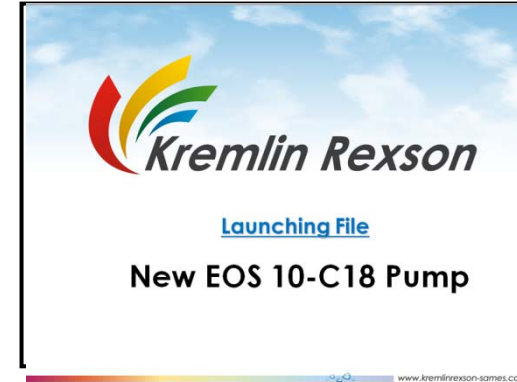 Kremlin Rexson
Launching File
New EOS 10-C18 Pump
www.kremlinrexson-sames.co